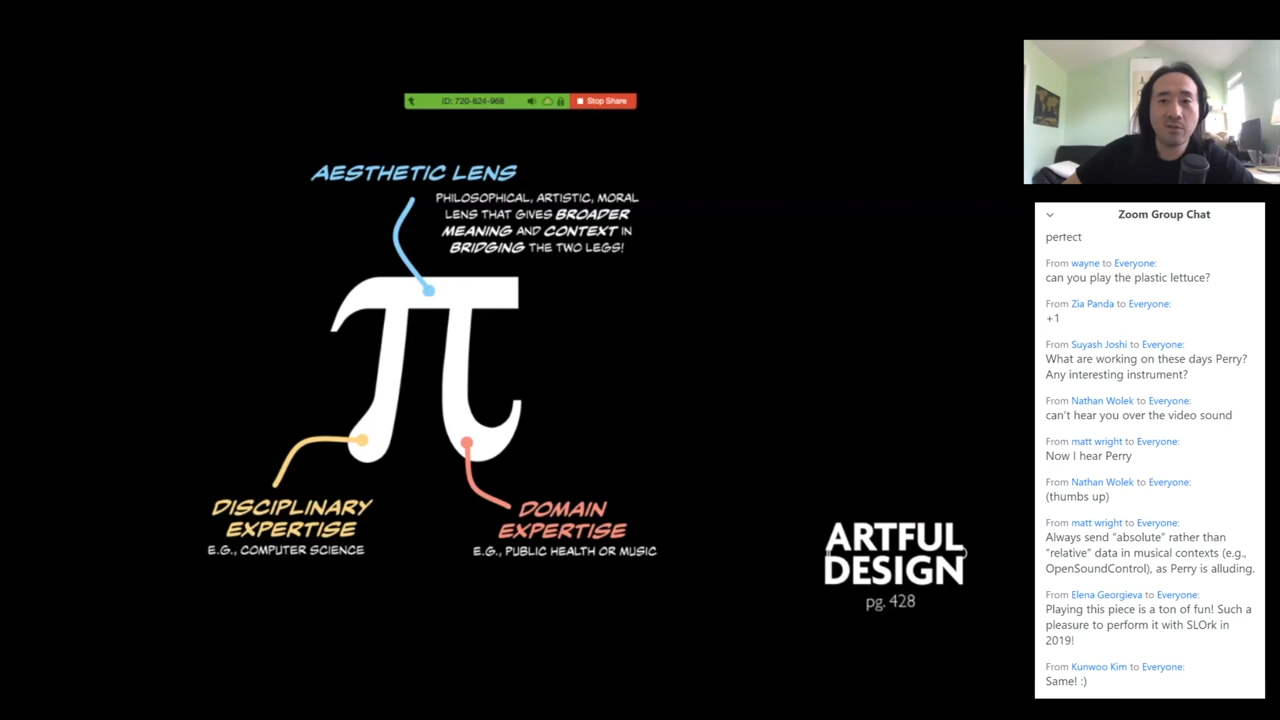 ID: 720-624-968
Stop Share
AESTHETIC LENS
PHILOSOPHICAL, ARTISTIC, MORAL
LENS THAT GIVES BROADER
MEANING AND CONTEXT IN
BRIDGING THE TWO LEGS!
π
DISCIPLINARY
EXPERTISE
E.G., COMPUTER SCIENCE
DOMAIN
EXPERTISE
E.G., PUBLIC HEALTH OR MUSIC
ARTFUL
DESIGN
pg. 428
Zoom Group Chat
perfect
From wayne to Everyone:
can you play the plastic lettuce?
From Zia Panda to Everyone:
+1
From Suyash Joshi to Everyone:
What are working on these days Perry?
Any interesting instrument?
From Nathan Wolek to Everyone:
can't hear you over the video sound
From matt wright to Everyone:
Now I hear Perry
From Nathan Wolek to Everyone:
(thumbs up)
From matt wright to Everyone:
Always send “absolute” rather than
“relative” data in musical contexts (e.g.,
OpenSoundControl), as Perry is alluding.
From Elena Georgieva to Everyone:
Playing this piece is a ton of fun! Such a
pleasure to perform it with SLOrk in
2019!
From Kunwoo Kim to Everyone:
Same! :)